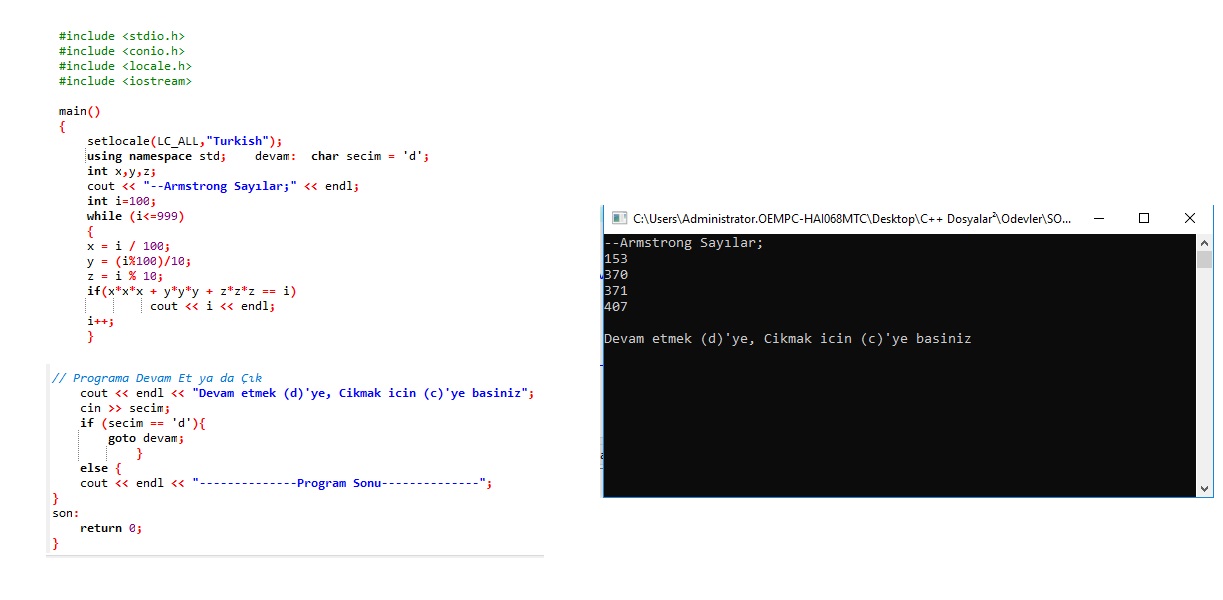 #include <stdio.h>
#include <conio.h>
#include <locale.h>
#include <iostream>
main()
{
setlocale(LC_ALL,"Turkish");
using namespace std;    devam:  char secim = 'd';
int x,y,z;
cout << "--Armstrong Sayılar;" << endl;
int i=100;
while (i<=999)
{
x = i / 100;
y = (i%100)/10;
z = i % 10;
if(x*x*x + y*y*y + z*z*z == i)
cout << i << endl;
i++;
}
// Programa Devam Et ya da Çık
cout << endl << "Devam etmek (d)'ye, Cikmak icin (c)'ye basiniz";
cin >> secim;
if (secim == 'd'){
goto devam;
}
else {
cout << endl << "--------------Program Sonu--------------";
}
son:
return 0;
}
C:\Users\Administrator.OEMPC-HAI068MTC\Desktop\C++ Dosyalar²\Odevler\SO...
--Armstrong Sayılar;
153
370
371
407
Devam etmek (d)'ye, Cikmak icin (c)'ye basiniz